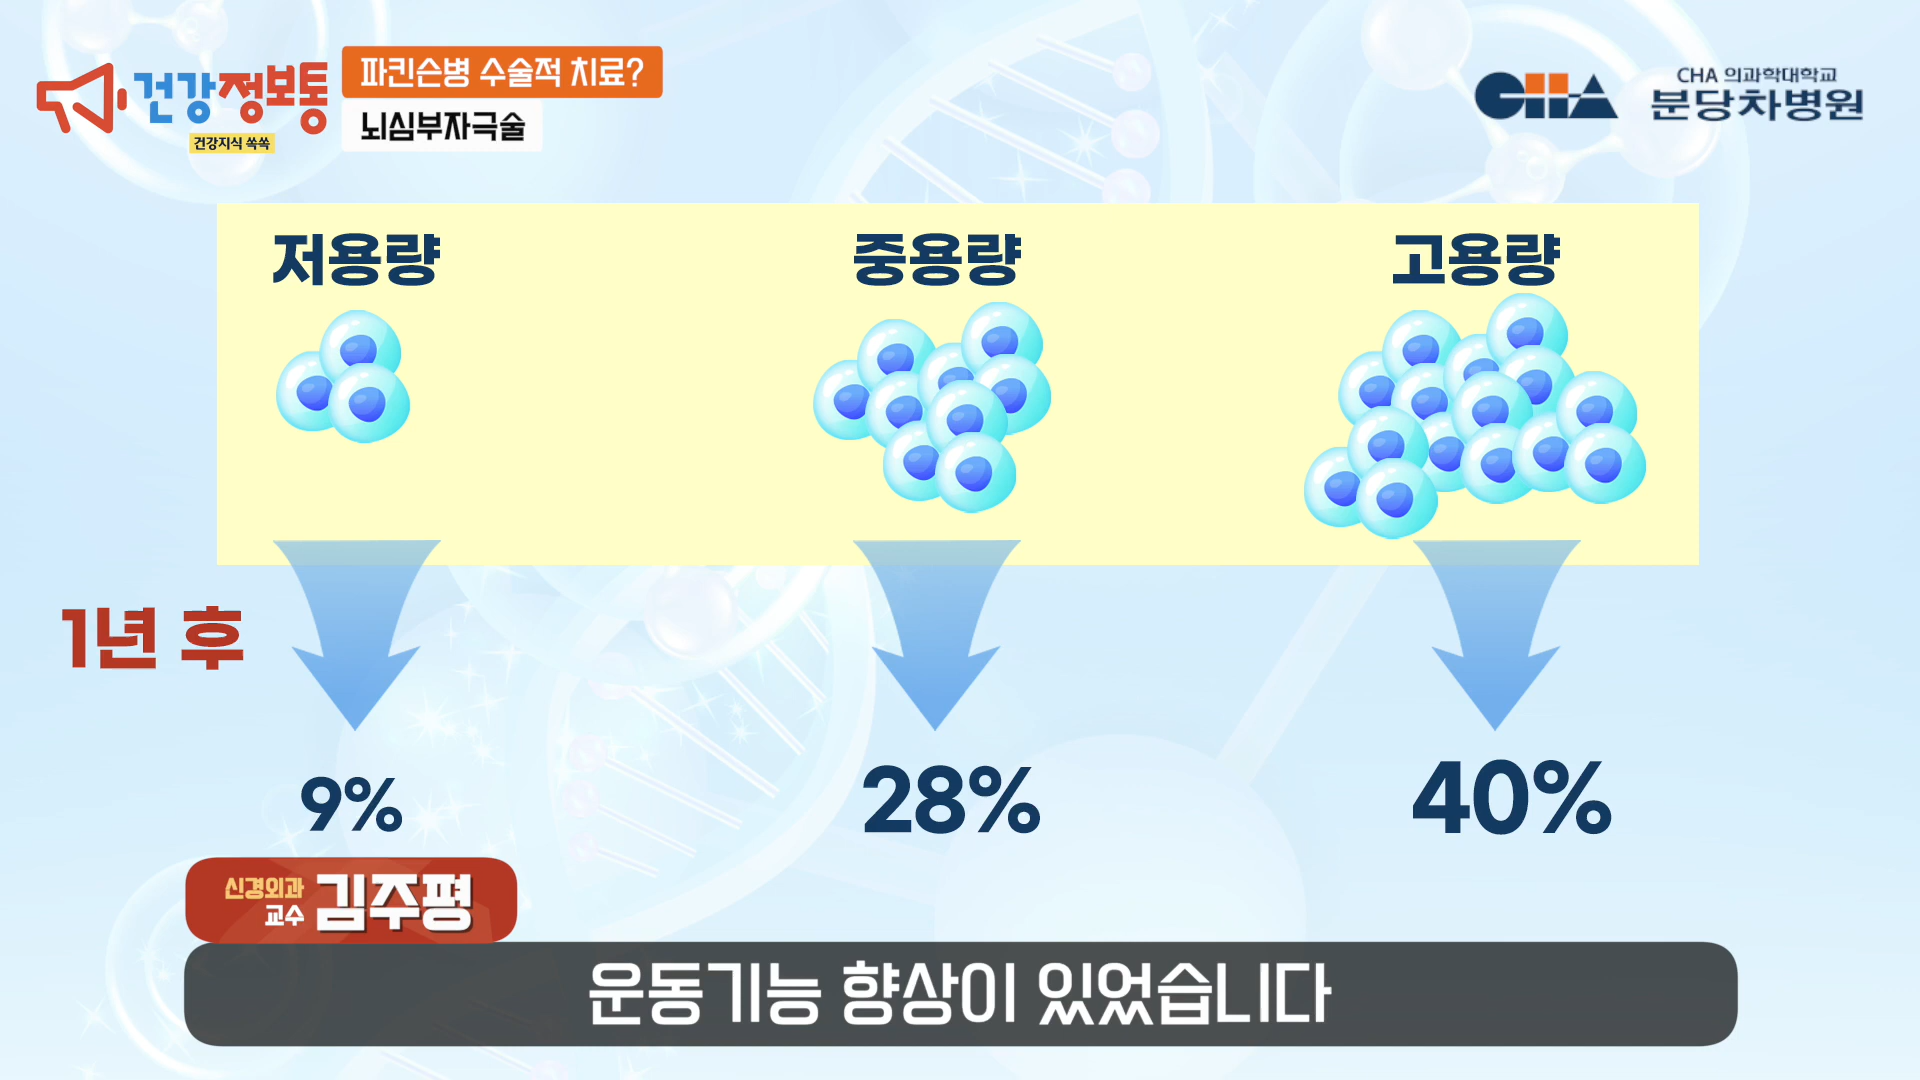 건강정보통
건강지식 쏙쏙
파킨슨병 수술적 치료?
뇌심부자극술
CHA
CHA 의과학대학교
분당차병원
저용량
중용량
고용량
1년 후
9%
28%
40%
신경외과
교수
김주평
운동기능 향상이 있었습니다